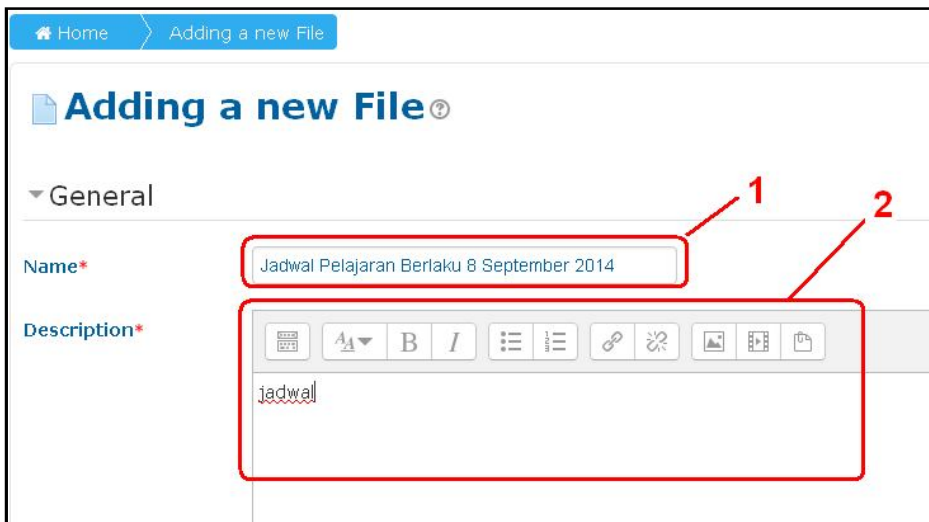 Home Adding a new File
Adding a new File
General
1
2
Name*
Jadwal Pelajaran Berlaku 8 September 2014
Description*
B I
jadwal